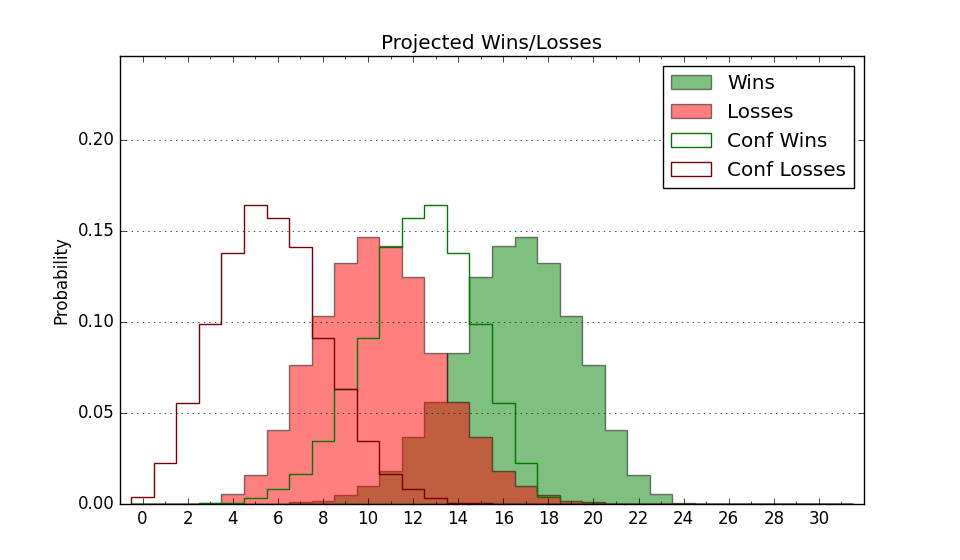 Projected Wins/Losses
Wins
Losses
Conf Wins
Conf Losses
Probability
0.20
0.15
0.10
0.05
0.00
0 2 4 6 8 10 12 14 16 18 20 22 24 26 28 30